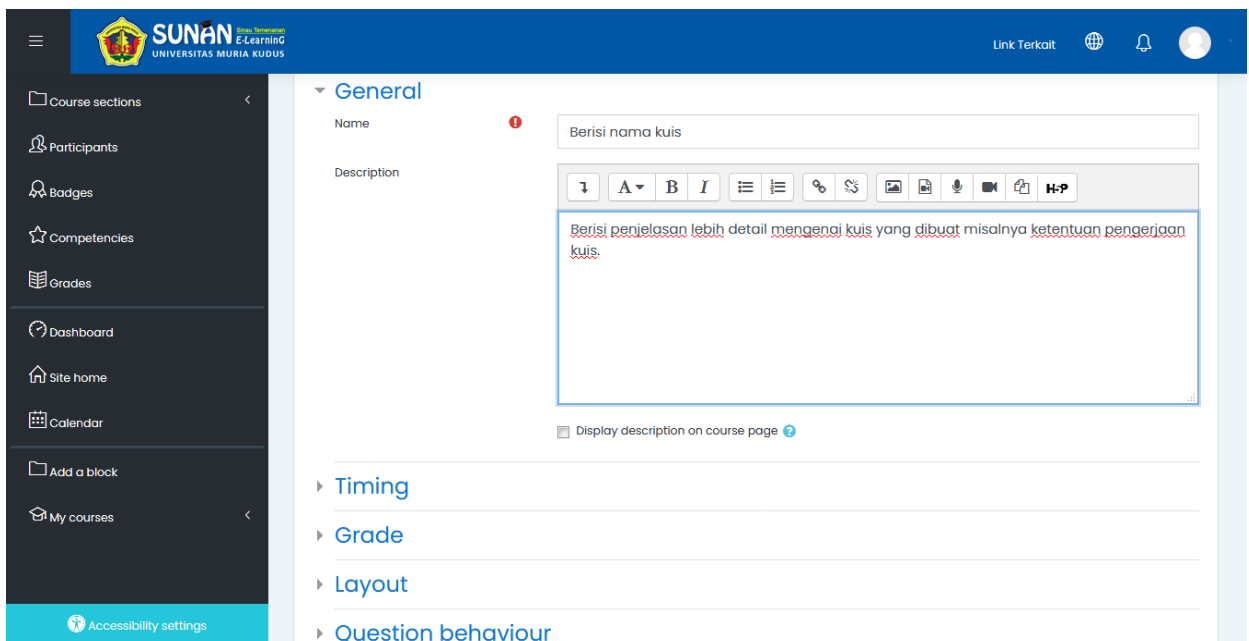 SUNAN Sinau Temenanan
E-LearninG
UNIVERSITAS MURIA KUDUS
Link Terkait
Course sections
Participants
Badges
Competencies
Grades
Dashboard
Site home
Calendar
Add a block
My courses
Accessibility settings
General
Name
Berisi nama kuis
Description
A B I H-P
Berisi penjelasan lebih detail mengenai kuis yang dibuat misalnya ketentuan pengerjaan
kuis.
Display description on course page
Timing
Grade
Layout
Question behaviour